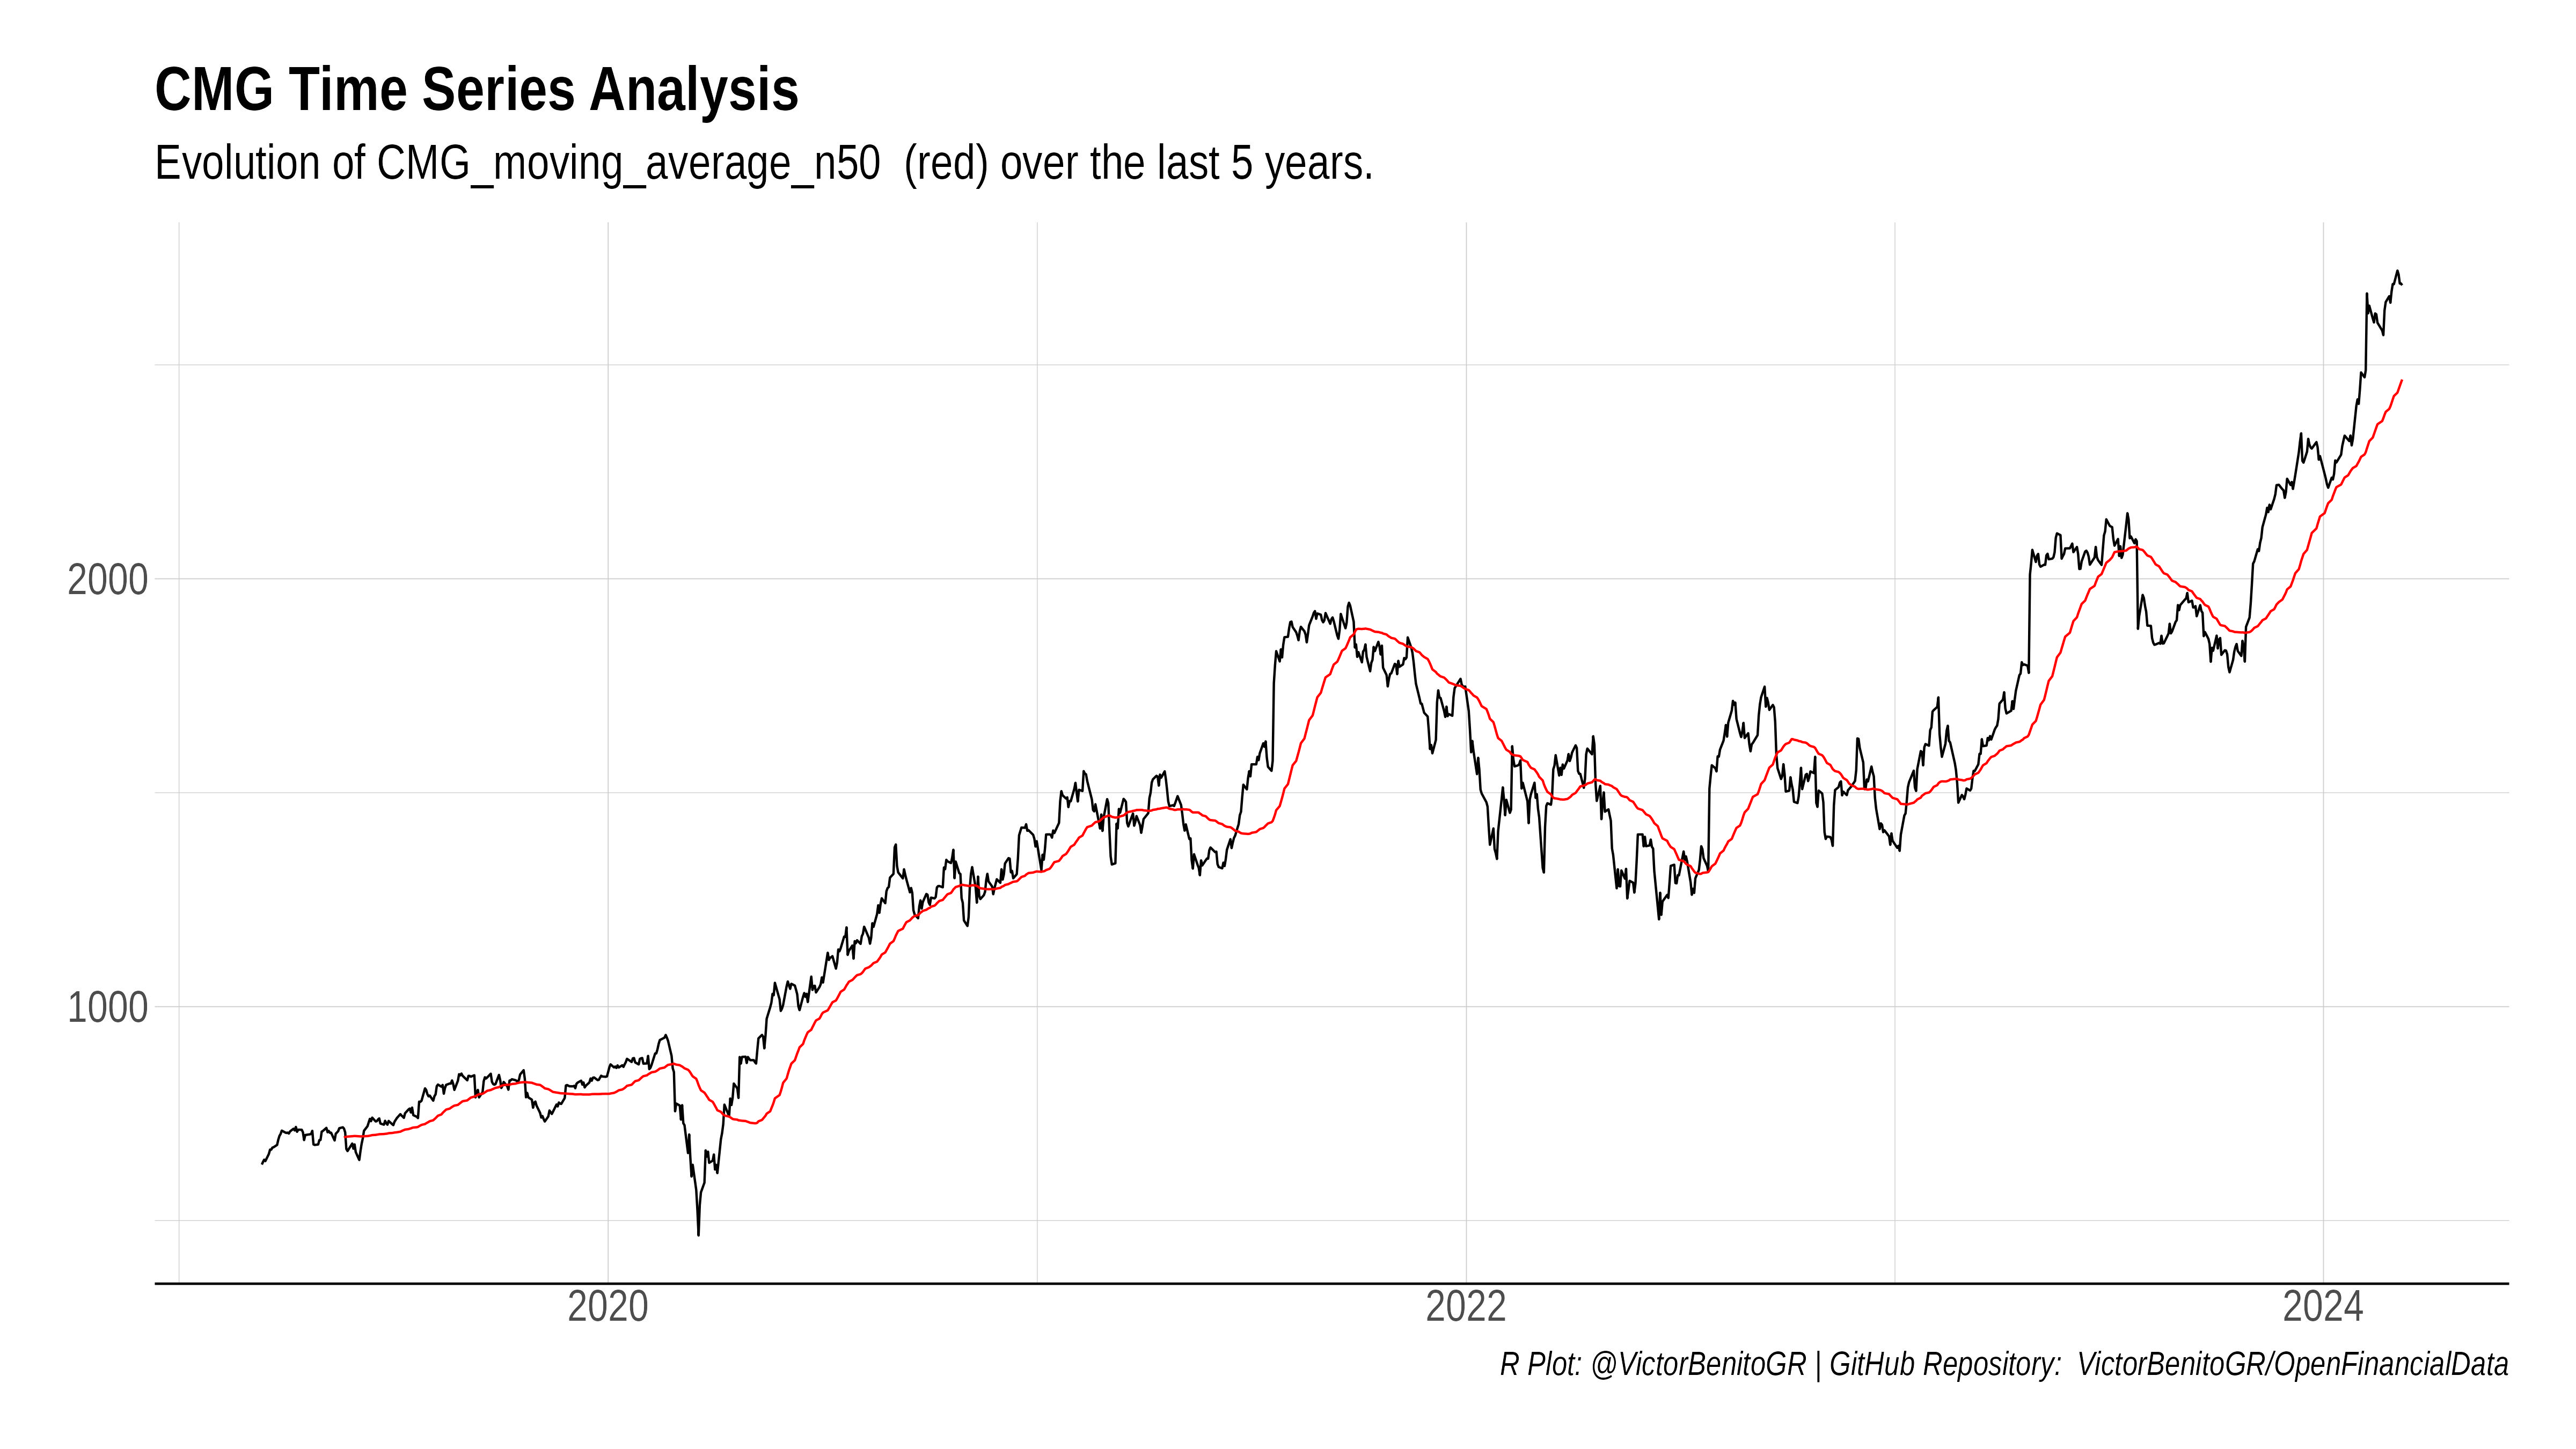 CMG Time Series Analysis
Evolution of CMG_moving_average_n50  (red) over the last 5 years.
2000
1000
2020 2022 2024
R Plot: @VictorBenitoGR | GitHub Repository:  VictorBenitoGR/OpenFinancialData